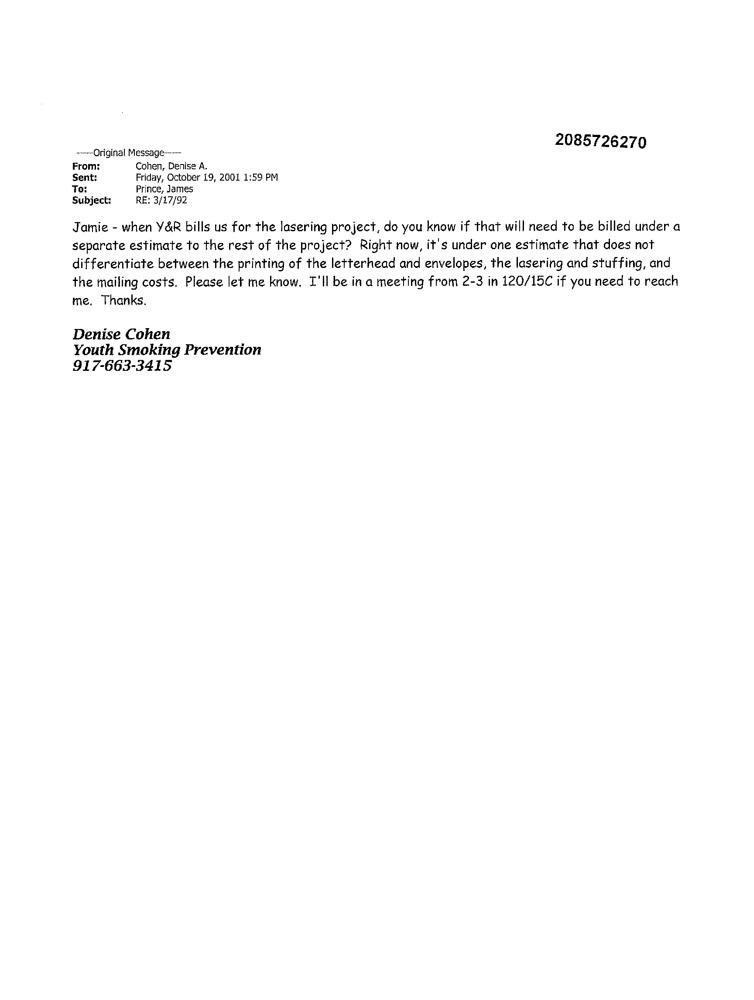 2085726270
-----Original Message-----
From: Cohen, Denise A.
Sent: Friday, October 19, 2001 1:59 PM
To: Prince, James
Subject: RE: 3/17/92
Jamie - when Y&R bills us for the lasering project, do you know if that will need to be billed under a
separate estimate to the rest of the project?  Right now, it's under one estimate that does not
differentiate between the printing of the letterhead and envelopes, the lasering and stuffing, and
the mailing costs.  Please let me know.  I'll be in a meeting from 2-3 in 120/15C if you need to reach
me.  Thanks.
Denise Cohen
Youth Smoking Prevention
917-663-3415